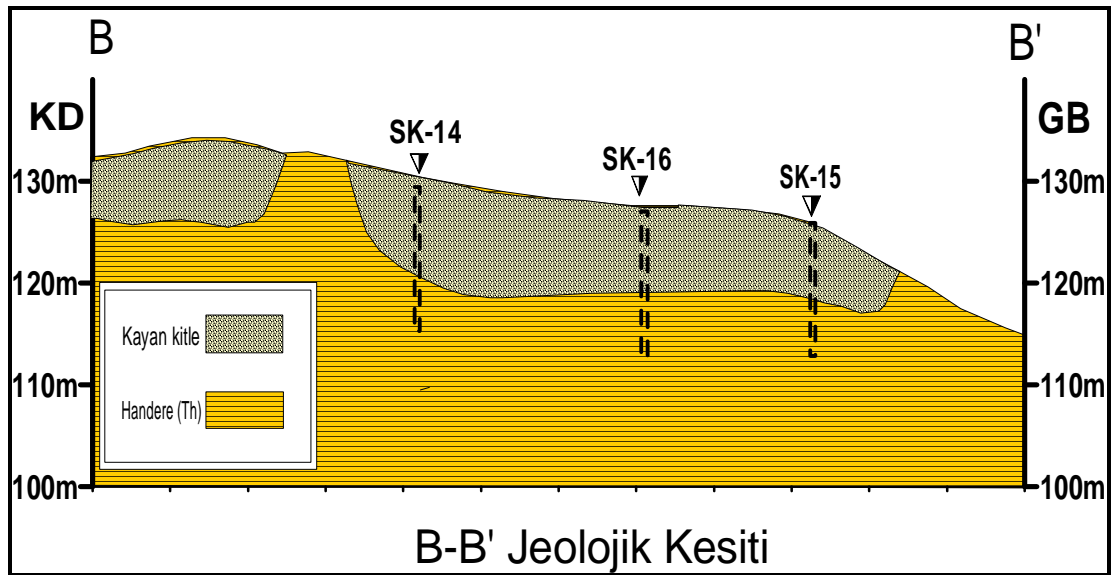 B
B'
KD
GB
SK-14
SK-16
SK-15
130m
130m
120m
120m
110m
110m
100m
100m
Kayan kitle
Handere (Th)
B-B' Jeolojik Kesiti